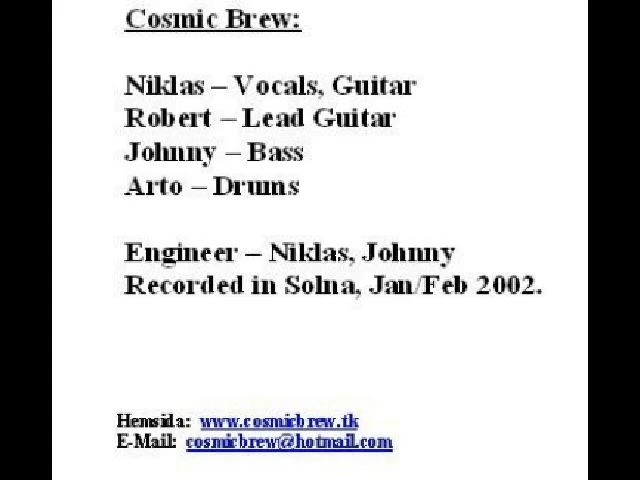 Cosmic Brew:
Niklas – Vocals, Guitar
Robert – Lead Guitar
Johnny – Bass
Arto – Drums
Engineer – Niklas, Johnny
Recorded in Solna, Jan/Feb 2002.
Hemsida: www.cosmicbrew.tk
E-Mail: cosmicbrew@hotmail.com